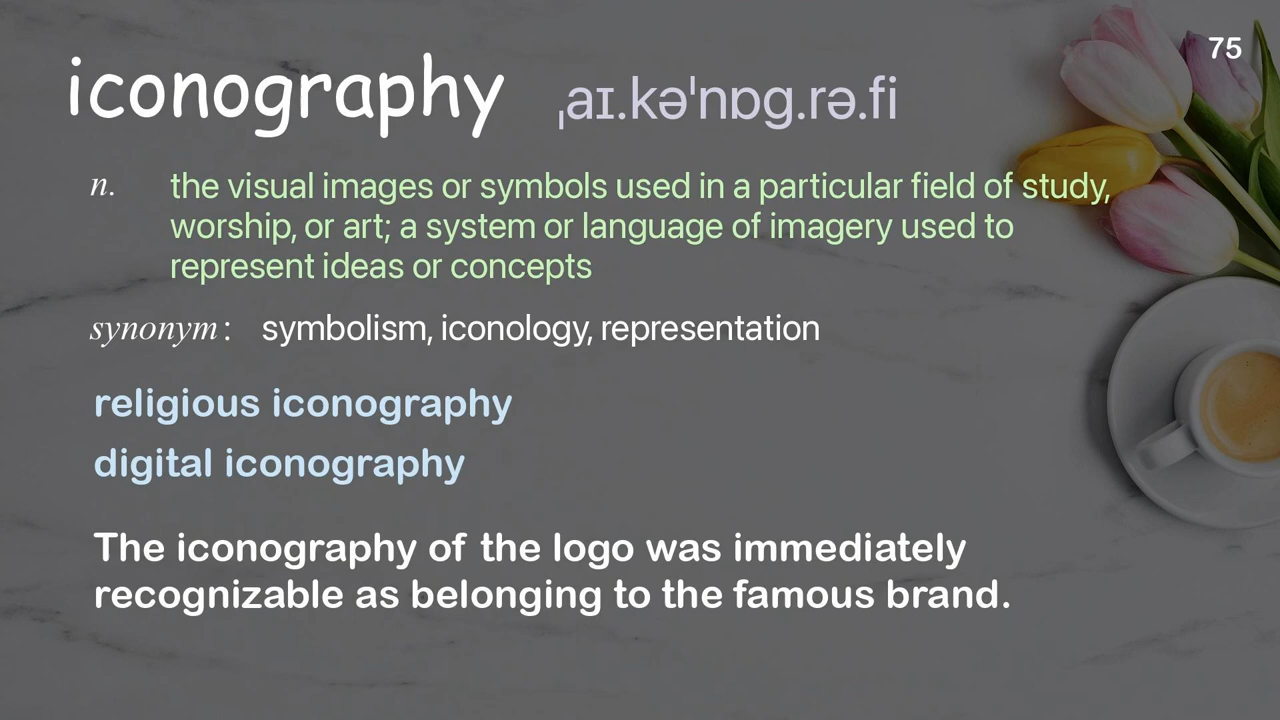 75
iconography ˌaɪ.kəˈnɒg.rə.fi
n. the visual images or symbols used in a particular field of study,
worship, or art; a system or language of imagery used to
represent ideas or concepts
synonym: symbolism, iconology, representation
religious iconography
digital iconography
The iconography of the logo was immediately
recognizable as belonging to the famous brand.